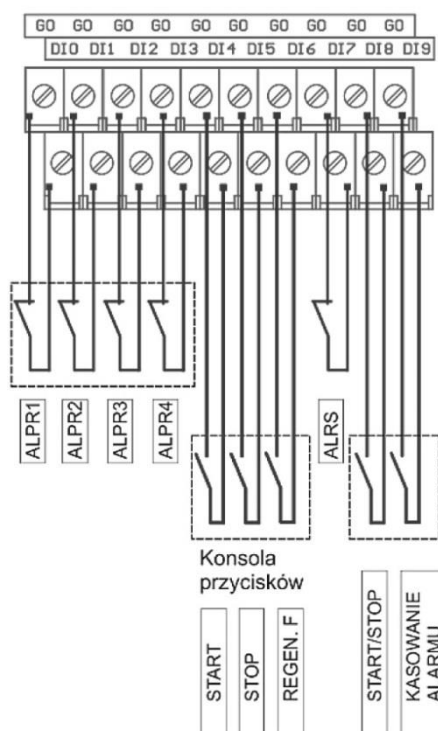 G0 G0 G0 G0 G0 G0 G0 G0 G0
DI0 DI1 DI2 DI3 DI4 DI5 DI6 DI7 DI8 DI9
ALPR1
ALPR2
ALPR3
ALPR4
ALRS
Konsola
przycisków
START
STOP
REGEN. F
START/STOP
KASOWANIE
ALARMU